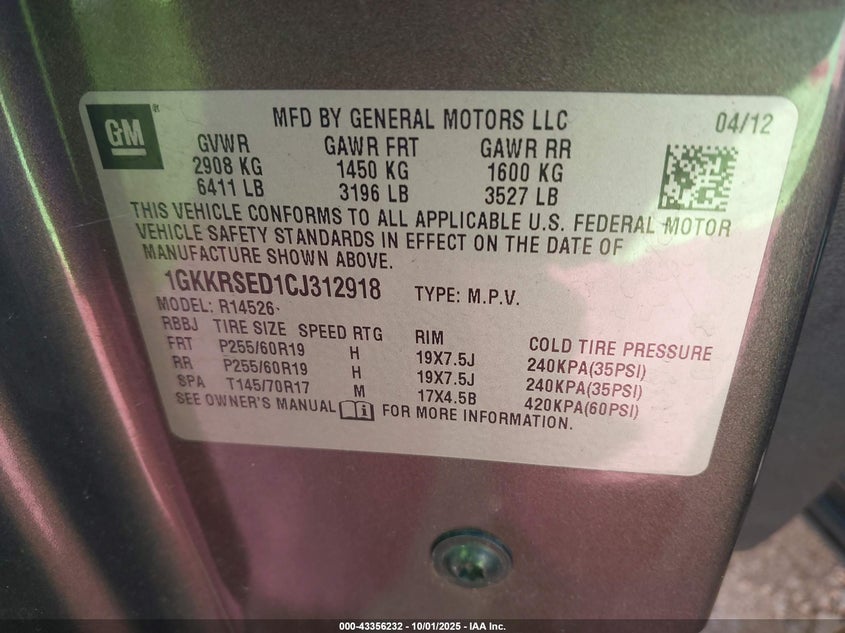 GM
MFD BY GENERAL MOTORS LLC 04/12
GVWR GAWR FRT GAWR RR
2908 KG 1450 KG 1600 KG
6411 LB 3196 LB 3527 LB
THIS VEHICLE CONFORMS TO ALL APPLICABLE U.S. FEDERAL MOTOR
VEHICLE SAFETY STANDARDS IN EFFECT ON THE DATE OF
MANUFACTURE SHOWN ABOVE.
1GKKRSED1CJ312918 TYPE: M.P.V.
MODEL: R14526
RBBJ TIRE SIZE SPEED RTG RIM COLD TIRE PRESSURE
FRT P255/60R19 H 19X7.5J 240KPA(35PSI)
RR P255/60R19 H 19X7.5J 240KPA(35PSI)
SPA T145/70R17 M 17X4.5B 420KPA(60PSI)
SEE OWNER'S MANUAL FOR MORE INFORMATION.
000-43356232 - 10/01/2025 - IAA Inc.